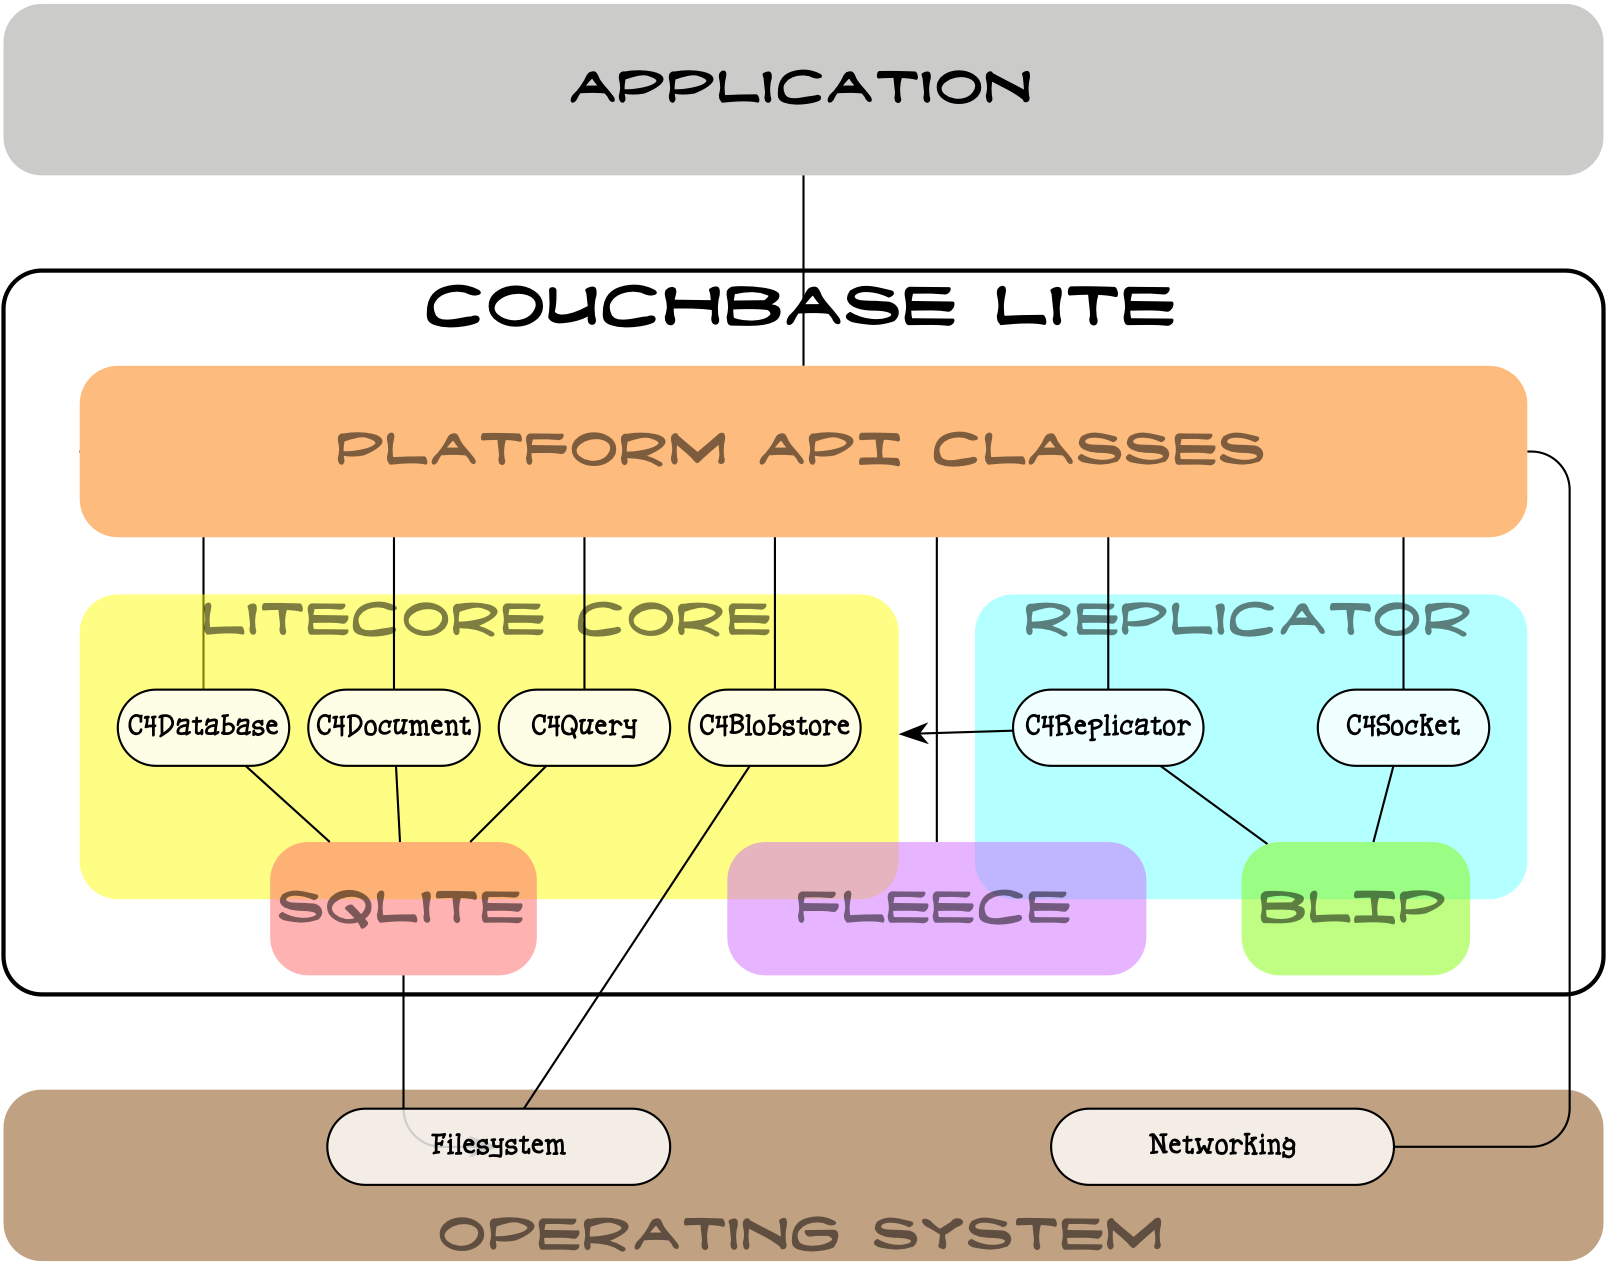 APPLICATION
COUCHBASE LITE
PLATFORM API CLASSES
LITECORE CORE
REPLICATOR
C4Database
C4Document
C4Query
C4Blobstore
C4Replicator
C4Socket
SQLITE
FLEECE
BLIP
Filesystem
Networking
OPERATING SYSTEM